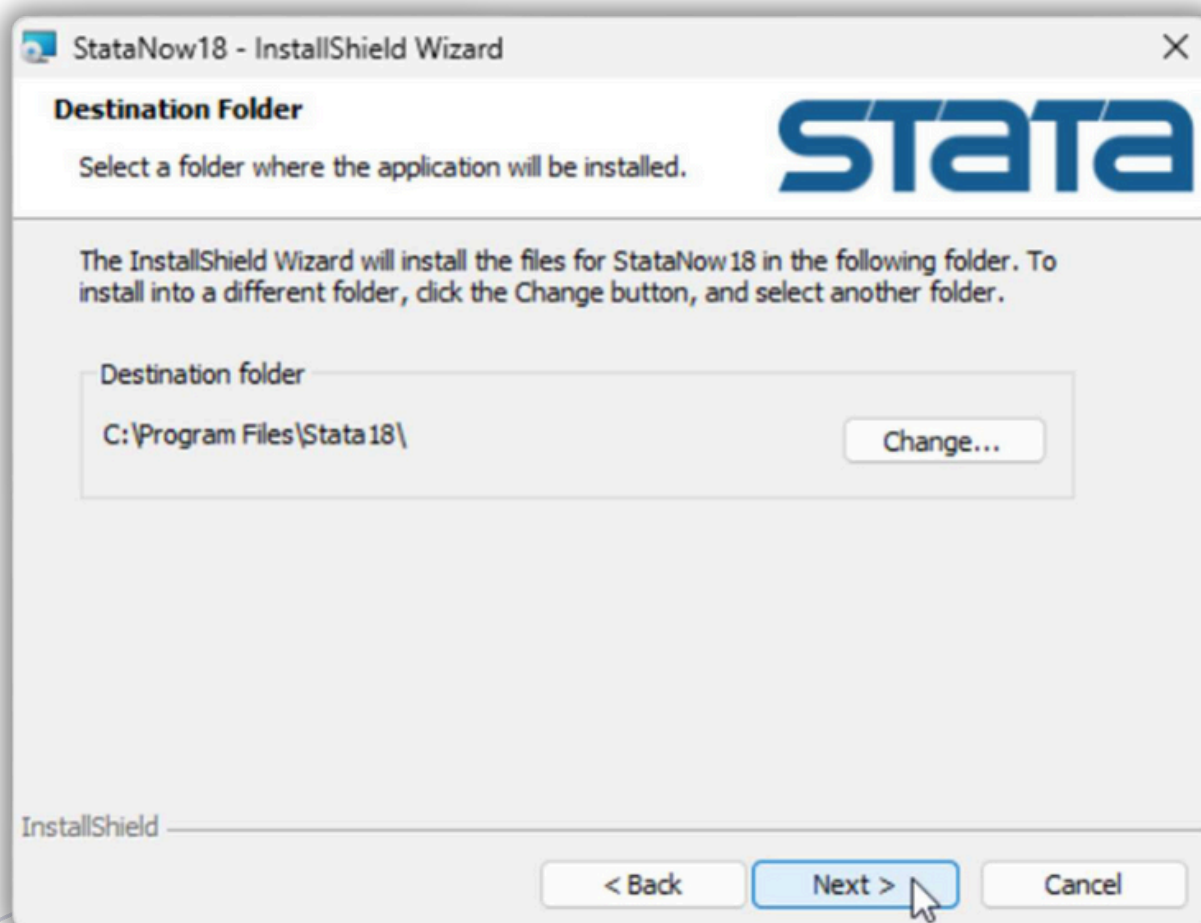 StataNow18 - InstallShield Wizard
Destination Folder
Select a folder where the application will be installed.
STATA
The InstallShield Wizard will install the files for StataNow18 in the following folder. To
install into a different folder, click the Change button, and select another folder.
Destination folder
C:\Program Files\Stata18\
Change...
InstallShield
< Back
Next >
Cancel